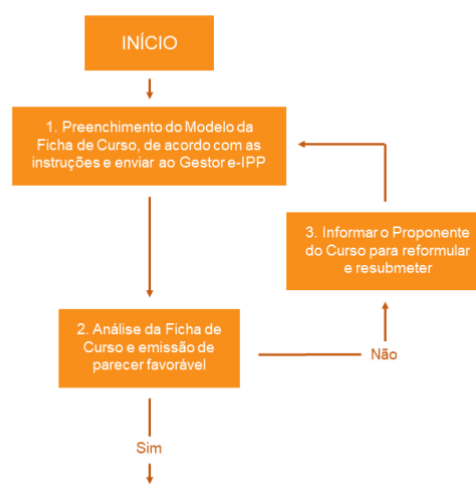 INÍCIO
1. Preenchimento do Modelo da
Ficha de Curso, de acordo com as
instruções e enviar ao Gestor e-IPP
3. Informar o Proponente
do Curso para reformular
e resubmeter
2. Análise da Ficha de
Curso e emissão de
parecer favorável
Não
Sim